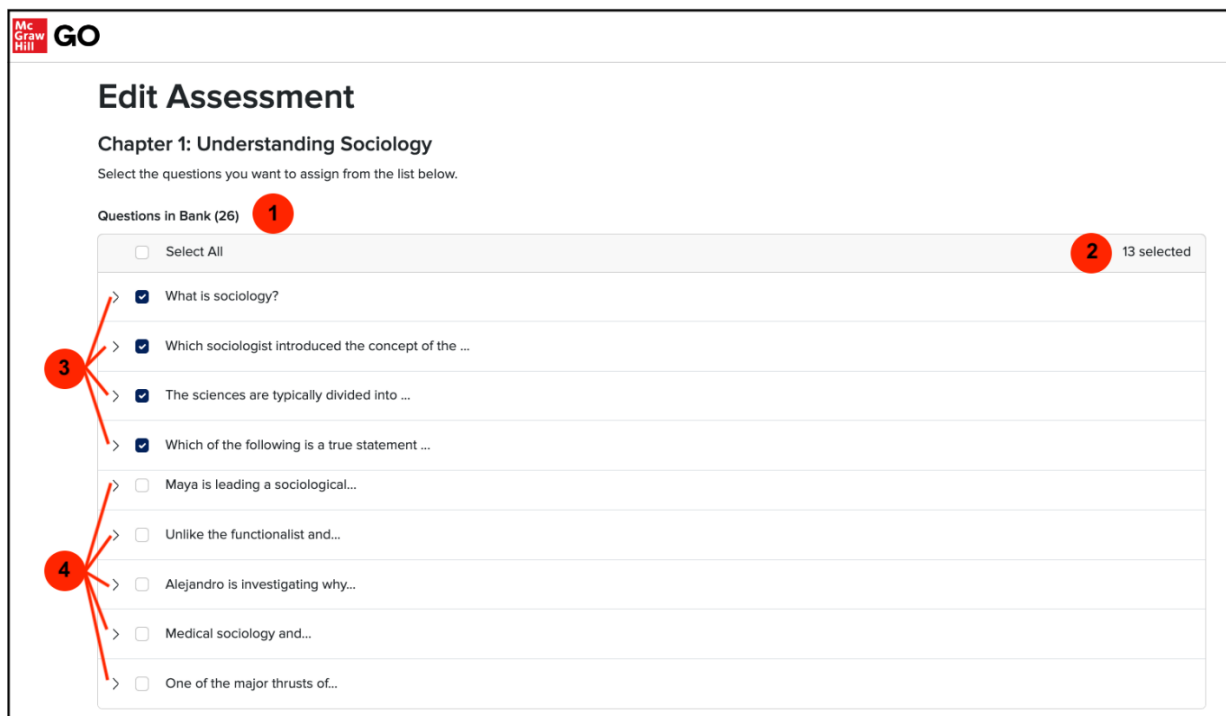 Mc
Graw
Hill
GO
Edit Assessment
Chapter 1: Understanding Sociology
Select the questions you want to assign from the list below.
Questions in Bank (26) 1
Select All 2 13 selected
What is sociology?
Which sociologist introduced the concept of the ...
3
The sciences are typically divided into ...
Which of the following is a true statement ...
Maya is leading a sociological...
Unlike the functionalist and...
4
Alejandro is investigating why...
Medical sociology and...
One of the major thrusts of...